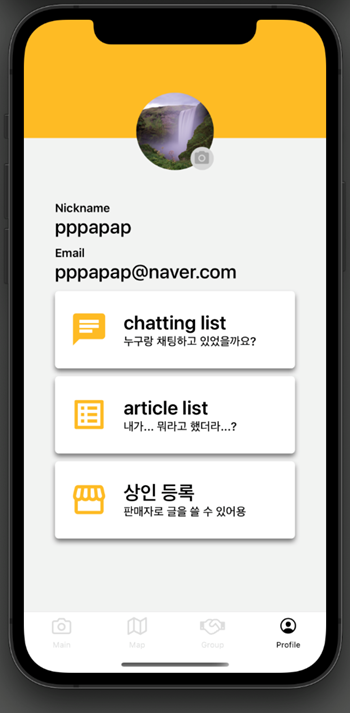 Nickname
pppapap
Email
pppapap@naver.com
chatting list
누구랑 채팅하고 있었을까요?
article list
내가... 뭐라고 했더라...?
상인 등록
판매자로 글을 쓸 수 있어용
Main
Map
Group
Profile